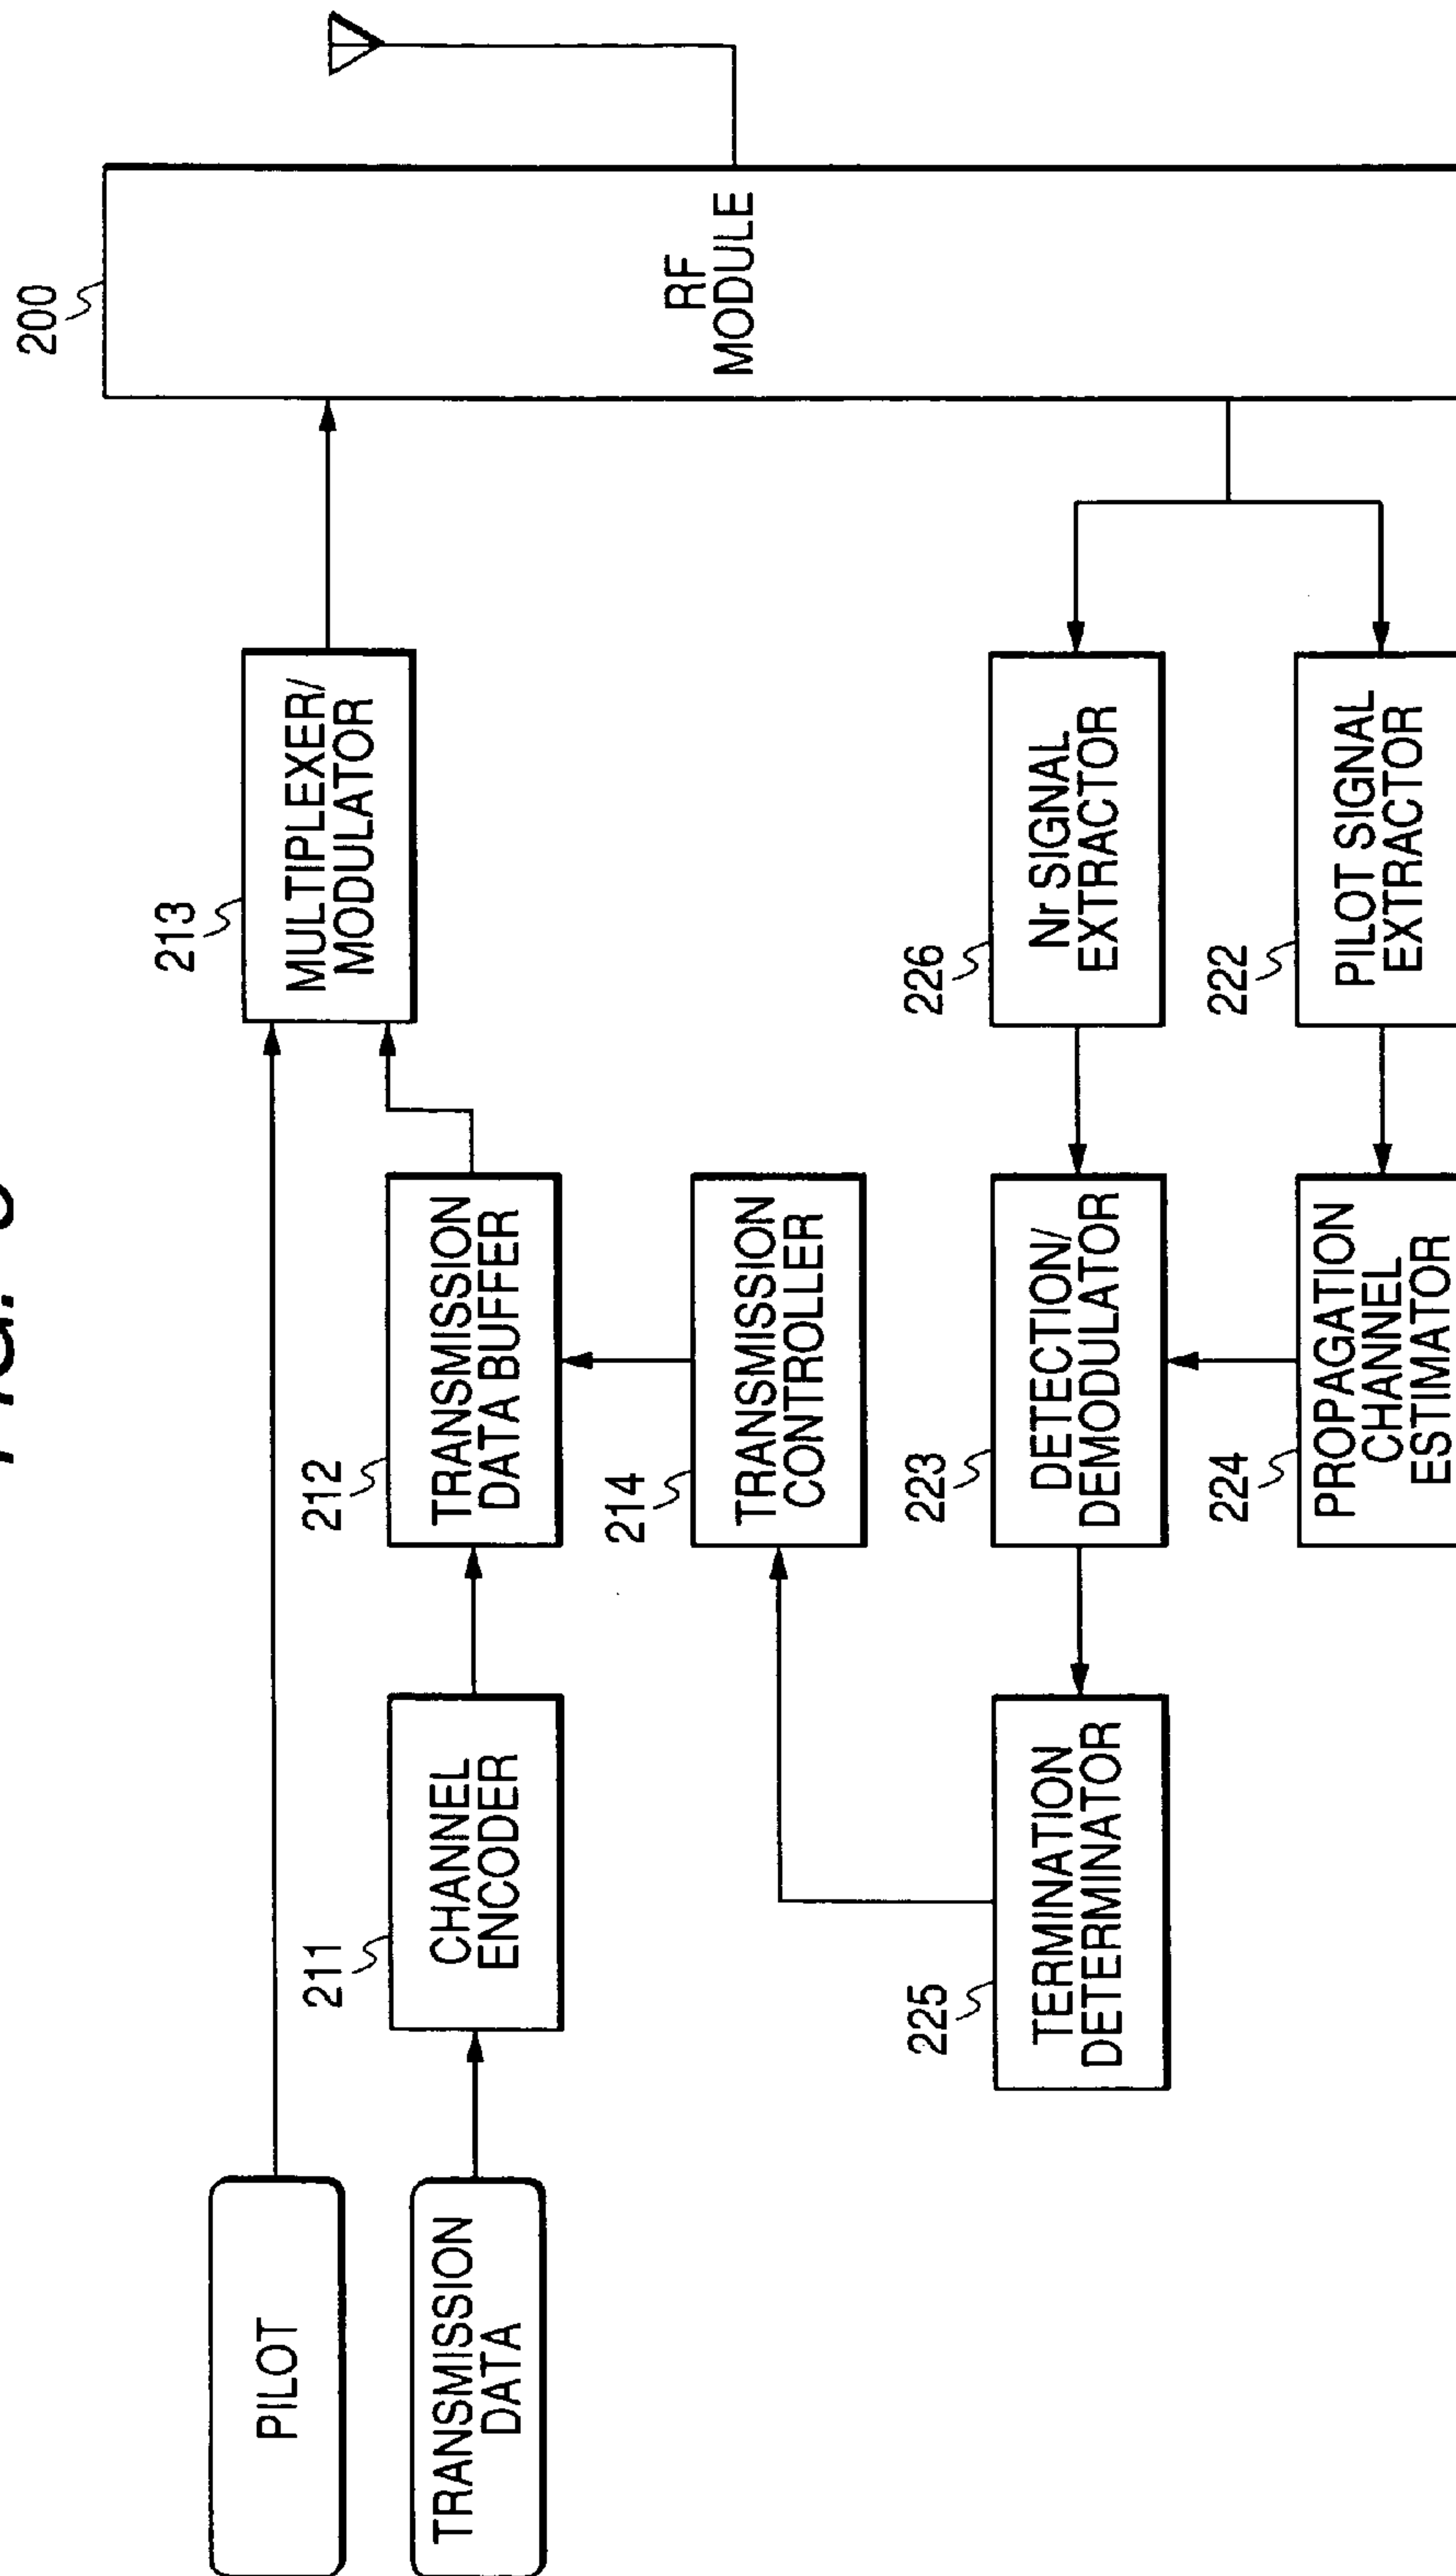 FIG.
200
213
MULTIPLEXER/
MODULATOR
PILOT
211
CHANNEL
ENCODER
212
TRANSMISSION
DATA BUFFER
TRANSMISSION
DATA
214
TRANSMISSION
CONTROLLER
RF
MODULE
225
TERMINATION
DETERMINATOR
223
DETECTION/
DEMODULATOR
226
Nr SIGNAL
EXTRACTOR
224
PROPAGATION
CHANNEL
ESTIMATOR
222
PILOT SIGNAL
EXTRACTOR